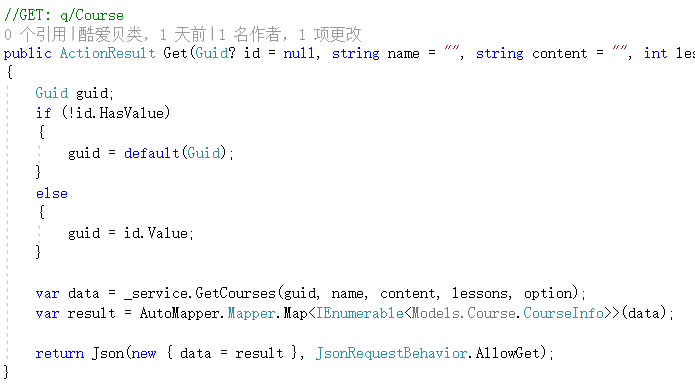 //GET: q/Course
0 个引用|酷爱贝类，1 天前|1 名作者，1 项更改
public ActionResult Get(Guid? id = null, string name = "", string content = "", int les
{
Guid guid;
if (!id.HasValue)
{
guid = default(Guid);
}
else
{
guid = id.Value;
}
var data = _service.GetCourses(guid, name, content, lessons, option);
var result = AutoMapper.Mapper.Map<IEnumerable<Models.Course.CourseInfo>>(data);
return Json(new { data = result }, JsonRequestBehavior.AllowGet);
}